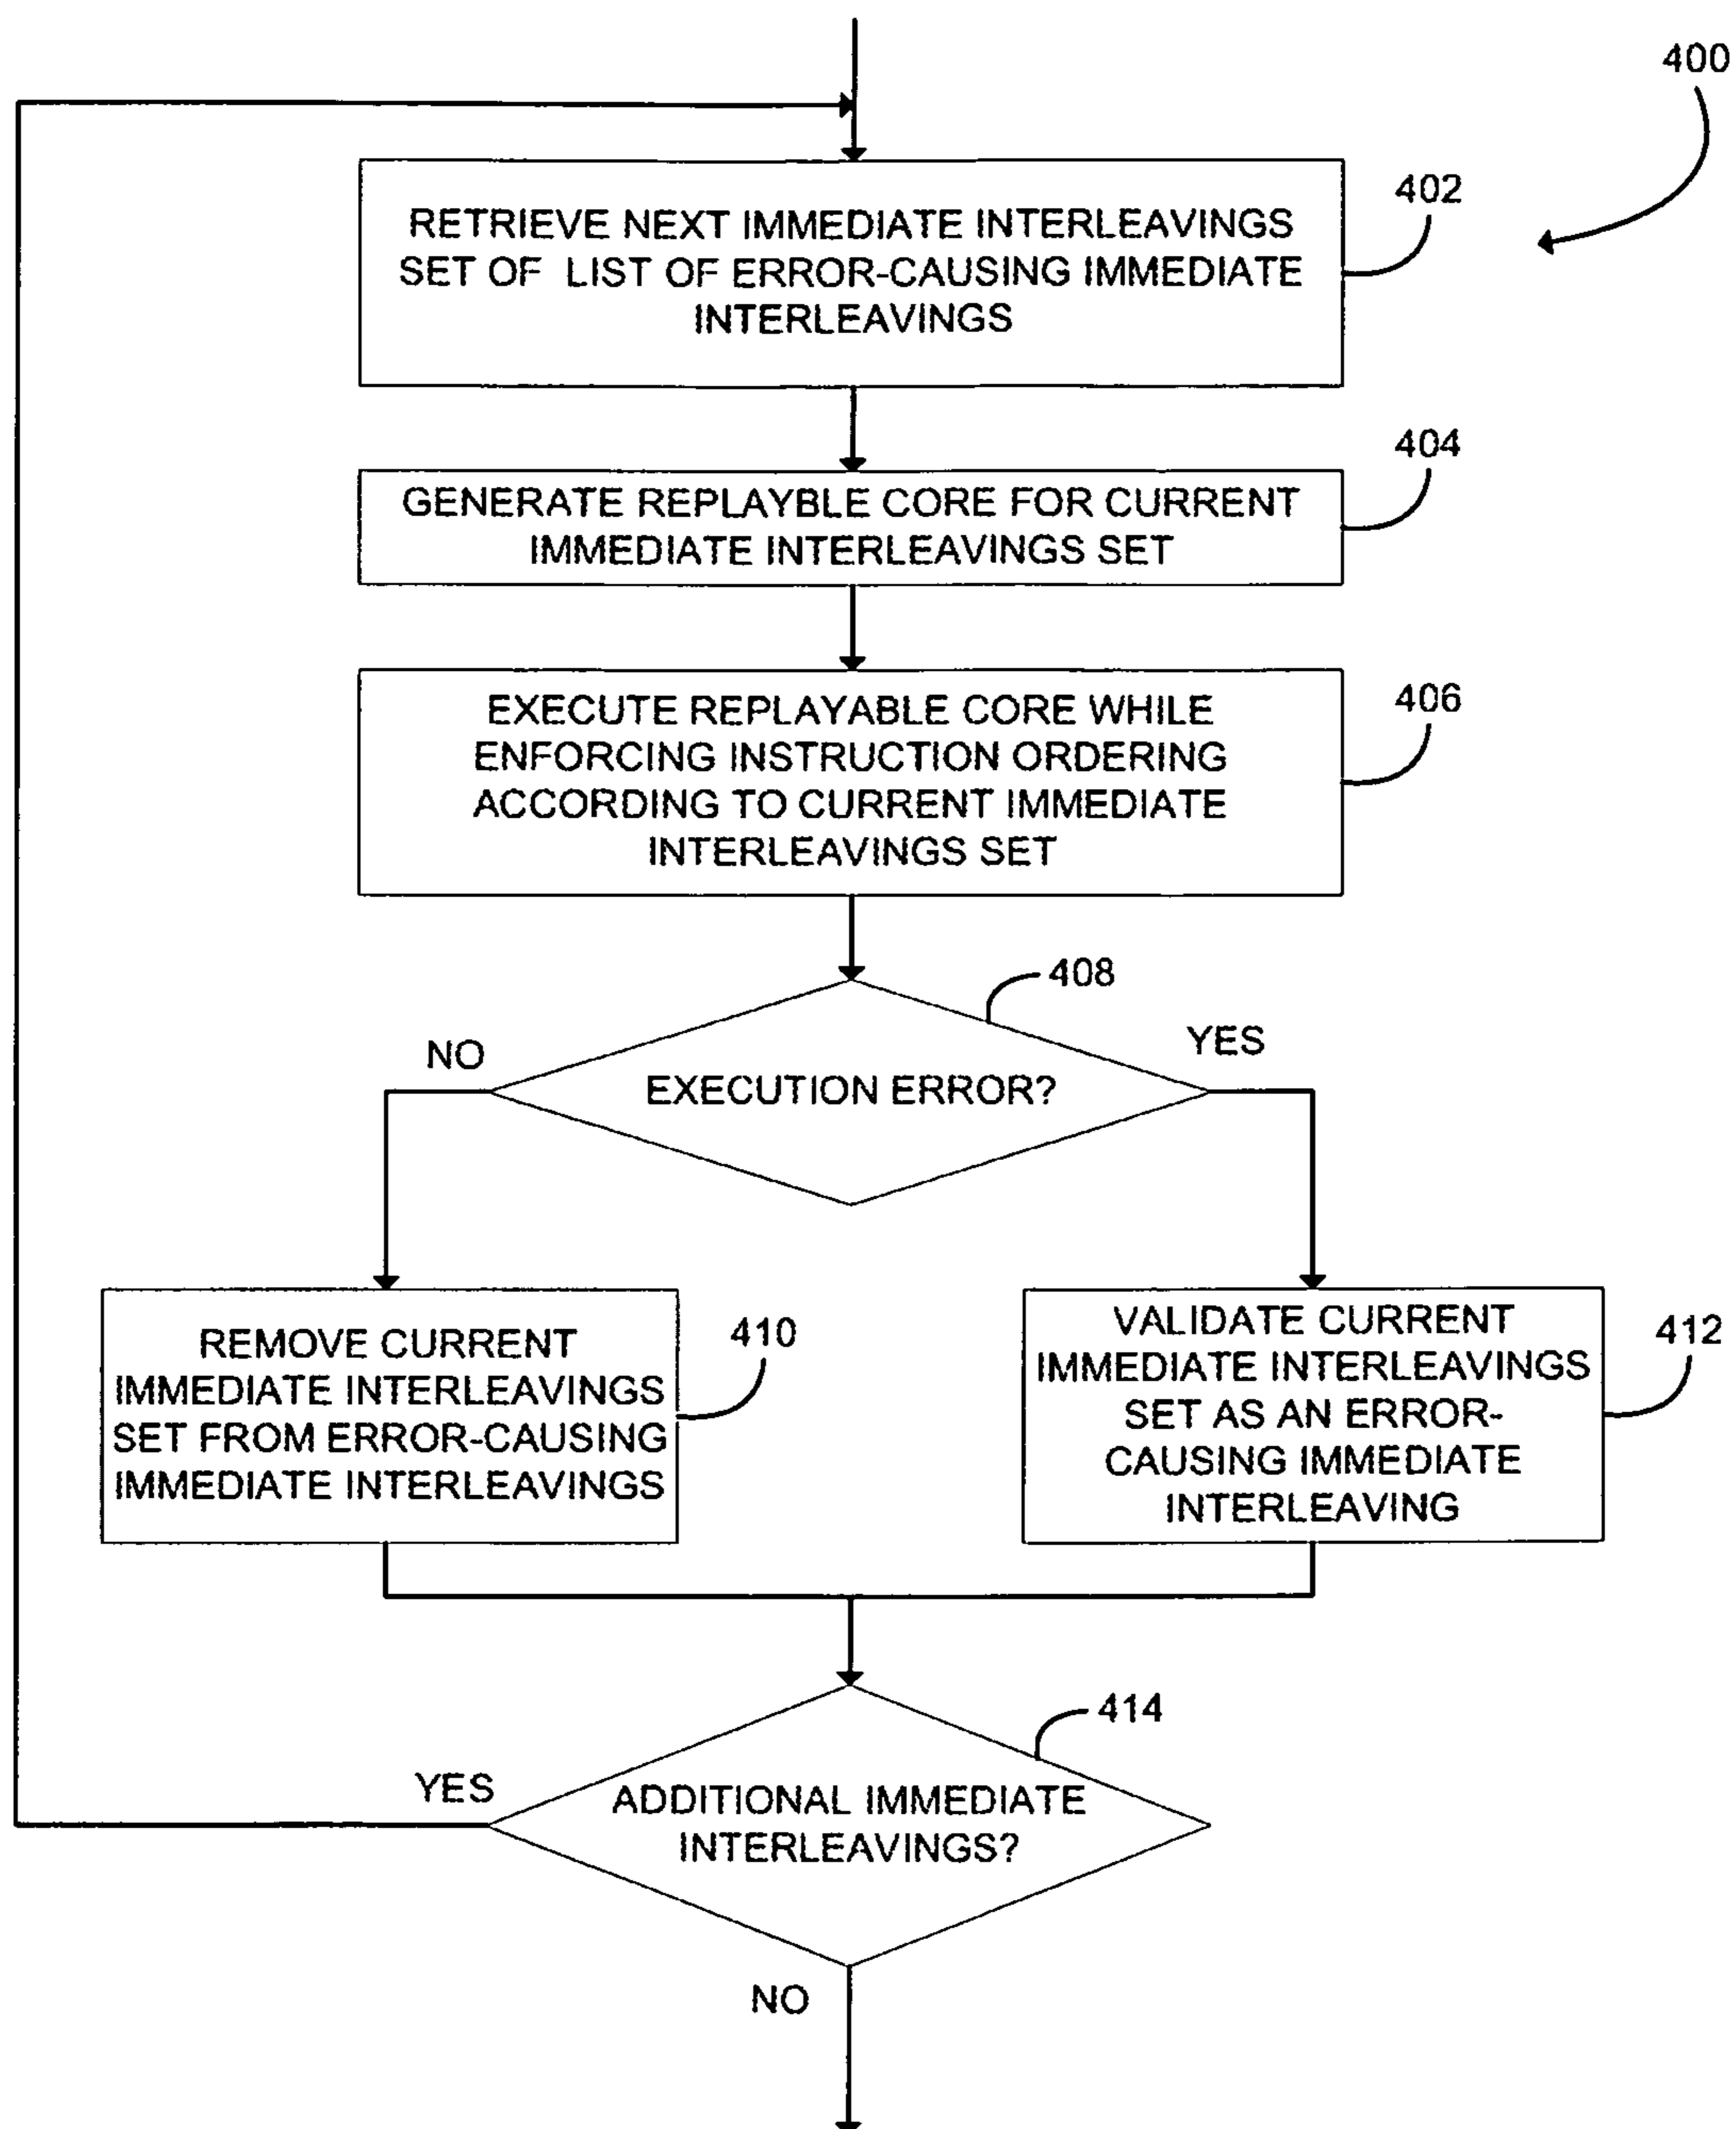 400
RETRIEVE NEXT IMMEDIATE INTERLEAVINGS
SET OF LIST OF ERROR-CAUSING IMMEDIATE
INTERLEAVINGS
402
GENERATE REPLAYBLE CORE FOR CURRENT
IMMEDIATE INTERLEAVINGS SET
404
EXECUTE REPLAYABLE CORE WHILE
ENFORCING INSTRUCTION ORDERING
ACCORDING TO CURRENT IMMEDIATE
INTERLEAVINGS SET
406
408
NO
YES
EXECUTION ERROR?
REMOVE CURRENT
IMMEDIATE INTERLEAVINGS
SET FROM ERROR-CAUSING
IMMEDIATE INTERLEAVINGS
410
VALIDATE CURRENT
IMMEDIATE INTERLEAVINGS
SET AS AN ERROR-
CAUSING IMMEDIATE
INTERLEAVING
412
414
YES
ADDITIONAL IMMEDIATE
INTERLEAVINGS?
NO